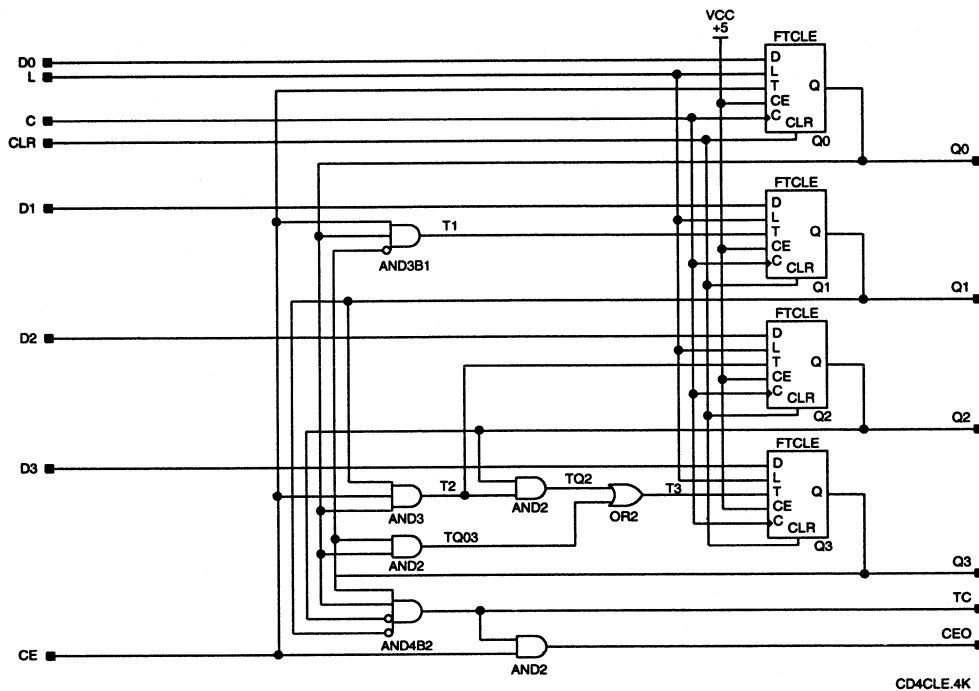 VCC
+5
FTCLE
D0
L
C
CLR
D
L
T
CE
C
CLR
Q
Q0
Q0
FTCLE
D1
D
L
T
CE
C
CLR
Q
Q1
T1
AND3B1
Q1
FTCLE
D2
D
L
T
CE
C
CLR
Q
Q2
Q2
FTCLE
D3
D
L
T
CE
C
CLR
Q
Q3
T2
AND3
TQ2
AND2
T3
OR2
TQ03
AND2
Q3
TC
AND4B2
CEO
CE
AND2
CD4CLE.4K